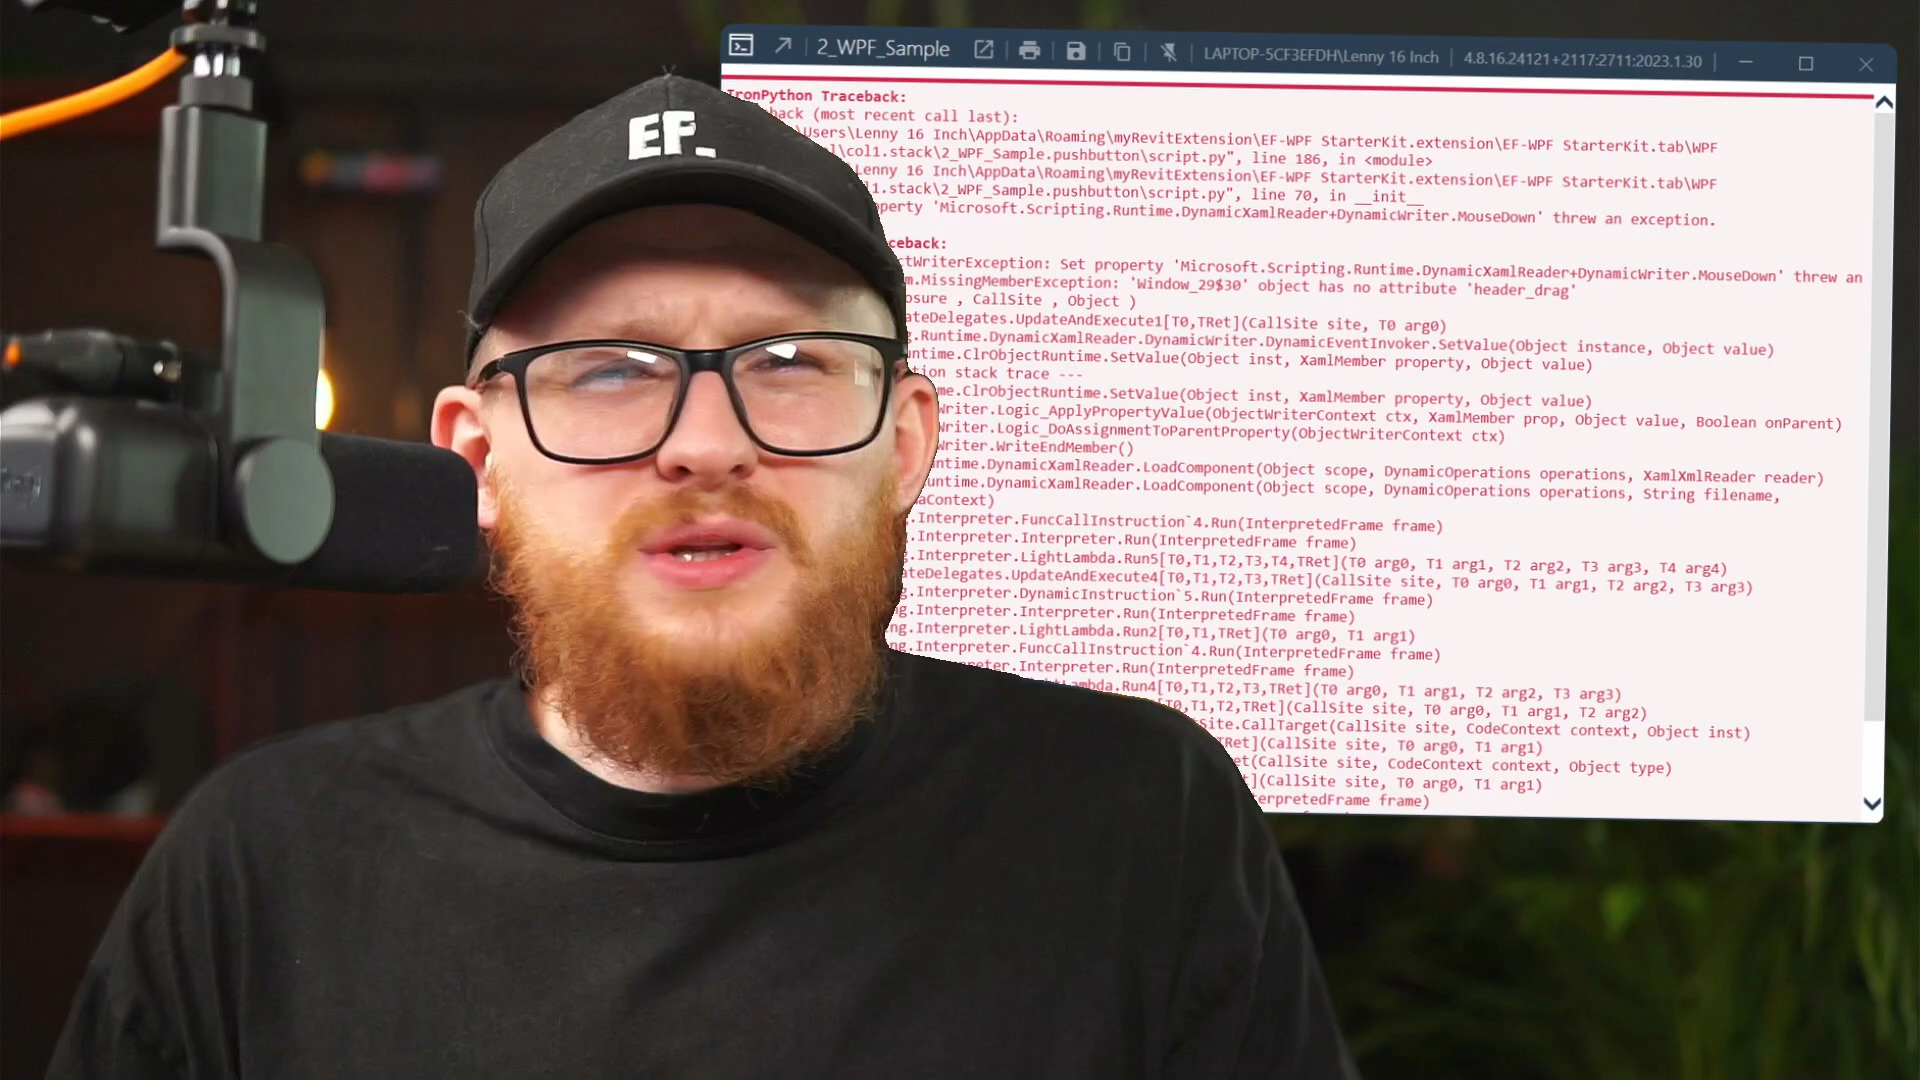 EF.
2_WPF_Sample LAPTOP-5CF3EFDH\Lenny 16 Inch 4.8.16.24121+2117:2711:2023.1.30
IronPython Traceback:
back (most recent call last):
\Users\Lenny 16 Inch\AppData\Roaming\myRevitExtension\EF-WPF StarterKit.extension\EF-WPF StarterKit.tab\WPF
l\col1.stack\2_WPF_Sample.pushbutton\script.py", line 186, in <module>
\Lenny 16 Inch\AppData\Roaming\myRevitExtension\EF-WPF StarterKit.extension\EF-WPF StarterKit.tab\WPF
l1.stack\2_WPF_Sample.pushbutton\script.py", line 70, in __init__
operty 'Microsoft.Scripting.Runtime.DynamicXamlReader+DynamicWriter.MouseDown' threw an exception.
ceback:
ctWriterException: Set property 'Microsoft.Scripting.Runtime.DynamicXamlReader+DynamicWriter.MouseDown' threw an
m.MissingMemberException: 'Window_29$30' object has no attribute 'header_drag'
osure , CallSite , Object )
ateDelegates.UpdateAndExecute1[T0,TRet](CallSite site, T0 arg0)
g.Runtime.DynamicXamlReader.DynamicWriter.DynamicEventInvoker.SetValue(Object instance, Object value)
untime.ClrObjectRuntime.SetValue(Object inst, XamlMember property, Object value)
tion stack trace ---
me.ClrObjectRuntime.SetValue(Object inst, XamlMember property, Object value)
Writer.Logic_ApplyPropertyValue(ObjectWriterContext ctx, XamlMember prop, Object value, Boolean onParent)
Writer.Logic_DoAssignmentToParentProperty(ObjectWriterContext ctx)
Writer.WriteEndMember()
untime.DynamicXamlReader.LoadComponent(Object scope, DynamicOperations operations, XamlXmlReader reader)
untime.DynamicXamlReader.LoadComponent(Object scope, DynamicOperations operations, String filename,
aContext)
g.Interpreter.FuncCallInstruction`4.Run(InterpretedFrame frame)
g.Interpreter.Interpreter.Run(InterpretedFrame frame)
g.Interpreter.LightLambda.Run5[T0,T1,T2,T3,T4,TRet](T0 arg0, T1 arg1, T2 arg2, T3 arg3, T4 arg4)
ateDelegates.UpdateAndExecute4[T0,T1,T2,T3,TRet](CallSite site, T0 arg0, T1 arg1, T2 arg2, T3 arg3)
g.Interpreter.DynamicInstruction`5.Run(InterpretedFrame frame)
ng.Interpreter.Interpreter.Run(InterpretedFrame frame)
ng.Interpreter.LightLambda.Run2[T0,T1,TRet](T0 arg0, T1 arg1)
ng.Interpreter.FuncCallInstruction`4.Run(InterpretedFrame frame)
preter.Interpreter.Run(InterpretedFrame frame)
Lambda.Run4[T0,T1,T2,T3,TRet](T0 arg0, T1 arg1, T2 arg2, T3 arg3)
[T0,T1,T2,TRet](CallSite site, T0 arg0, T1 arg1, T2 arg2)
Site.CallTarget(CallSite site, CodeContext context, Object inst)
Ret](CallSite site, T0 arg0, T1 arg1)
et(CallSite site, CodeContext context, Object type)
t](CallSite site, T0 arg0, T1 arg1)
terpretedFrame frame)